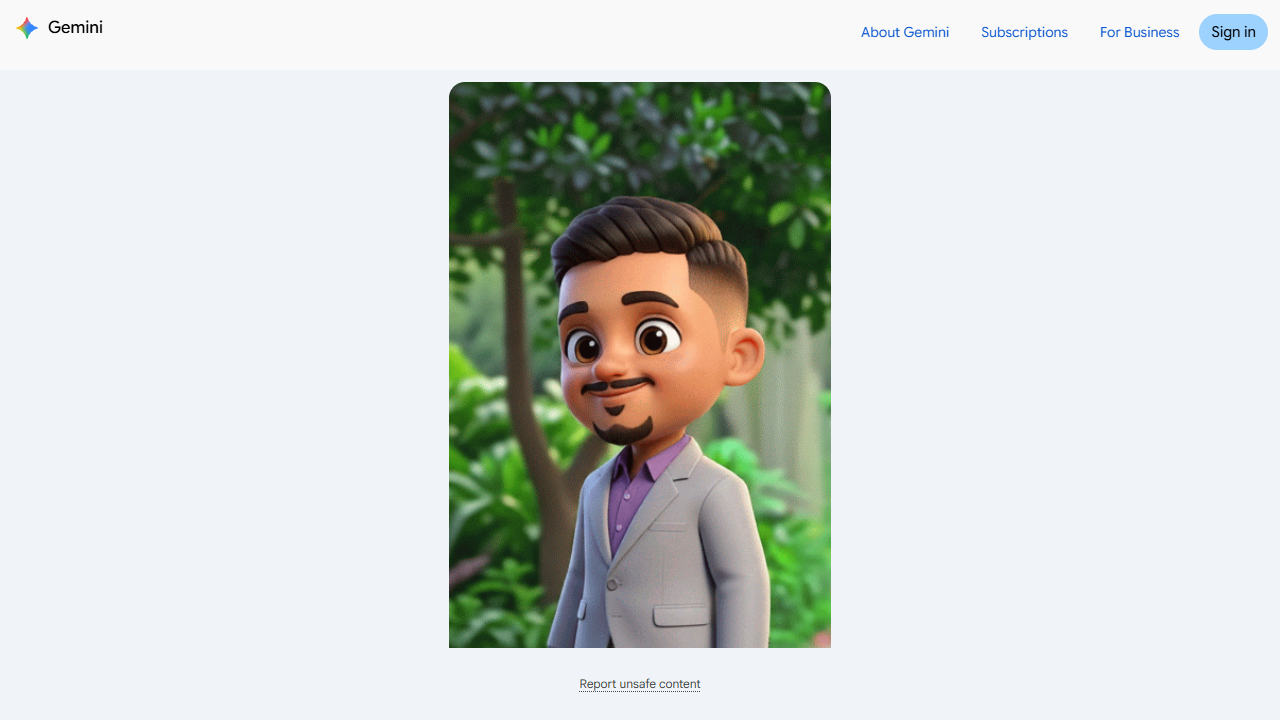 Gemini
About Gemini
Subscriptions
For Business
Sign in
Report unsafe content